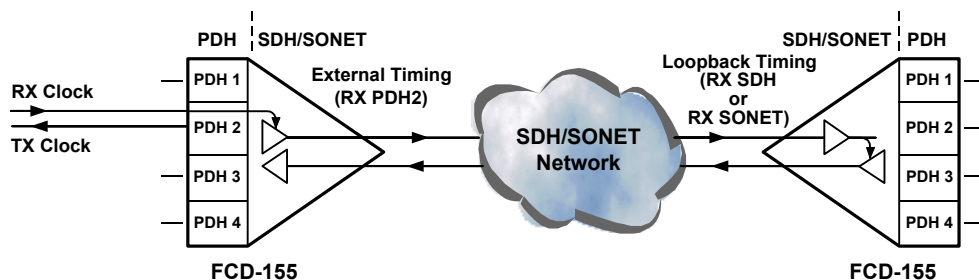 PDH
SDH/SONET
SDH/SONET
PDH
External Timing
(RX PDH2)
Loopback Timing
(RX SDH
or
RX SONET)
RX Clock
TX Clock
PDH 1
PDH 2
PDH 3
PDH 4
SDH/SONET
Network
PDH 1
PDH 2
PDH 3
PDH 4
FCD-155
FCD-155